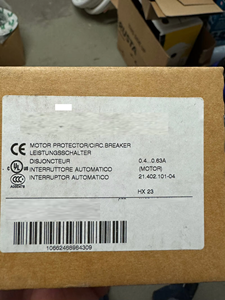 MOTOR PROTECTOR/CIRC.BREAKER
LEISTUNGSSCHALTER
DISJONCTEUR 0,4...0,63A
INTERRUTTORE AUTOMATICO (MOTOR)
INTERRUPTOR AUTOMATICO 21.402.101-04
HX 23
10662466964309